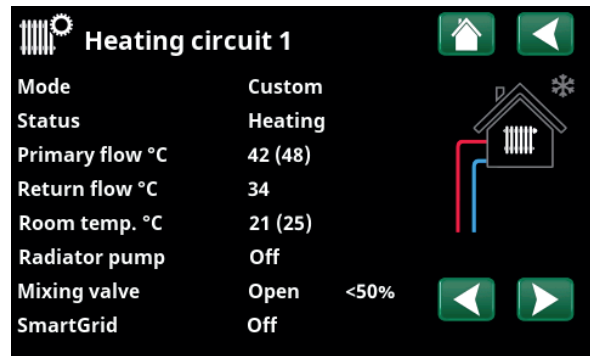 Heating circuit 1
Mode Custom
Status Heating
Primary flow °C 42 (48)
Return flow °C 34
Room temp. °C 21 (25)
Radiator pump Off
Mixing valve Open <50%
SmartGrid Off